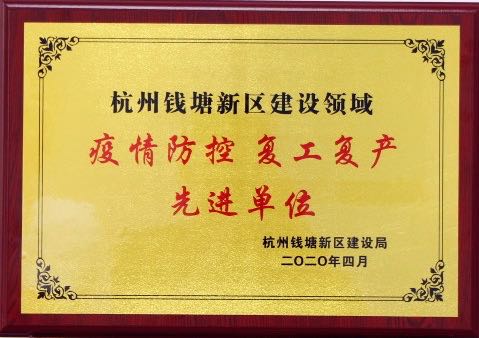 杭州钱塘新区建设领域
疫情防控 复工复产
先进单位
杭州钱塘新区建设局
二〇二〇年四月